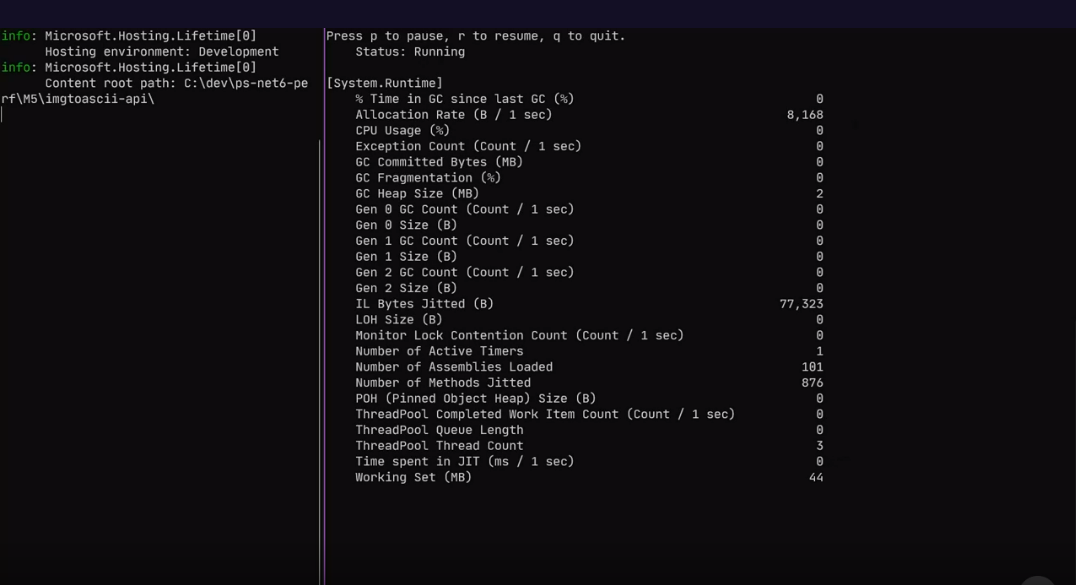 info: Microsoft.Hosting.Lifetime[0]
Hosting environment: Development
info: Microsoft.Hosting.Lifetime[0]
Content root path: C:\dev\ps-net6-pe
rf\M5\imgtoascii-api\
Press p to pause, r to resume, q to quit.
Status: Running
[System.Runtime]
% Time in GC since last GC (%) 0
Allocation Rate (B / 1 sec) 8,168
CPU Usage (%) 0
Exception Count (Count / 1 sec) 0
GC Committed Bytes (MB) 0
GC Fragmentation (%) 0
GC Heap Size (MB) 2
Gen 0 GC Count (Count / 1 sec) 0
Gen 0 Size (B) 0
Gen 1 GC Count (Count / 1 sec) 0
Gen 1 Size (B) 0
Gen 2 GC Count (Count / 1 sec) 0
Gen 2 Size (B) 0
IL Bytes Jitted (B) 77,323
LOH Size (B) 0
Monitor Lock Contention Count (Count / 1 sec) 0
Number of Active Timers 1
Number of Assemblies Loaded 101
Number of Methods Jitted 876
POH (Pinned Object Heap) Size (B) 0
ThreadPool Completed Work Item Count (Count / 1 sec) 0
ThreadPool Queue Length 0
ThreadPool Thread Count 3
Time spent in JIT (ms / 1 sec) 0
Working Set (MB) 44